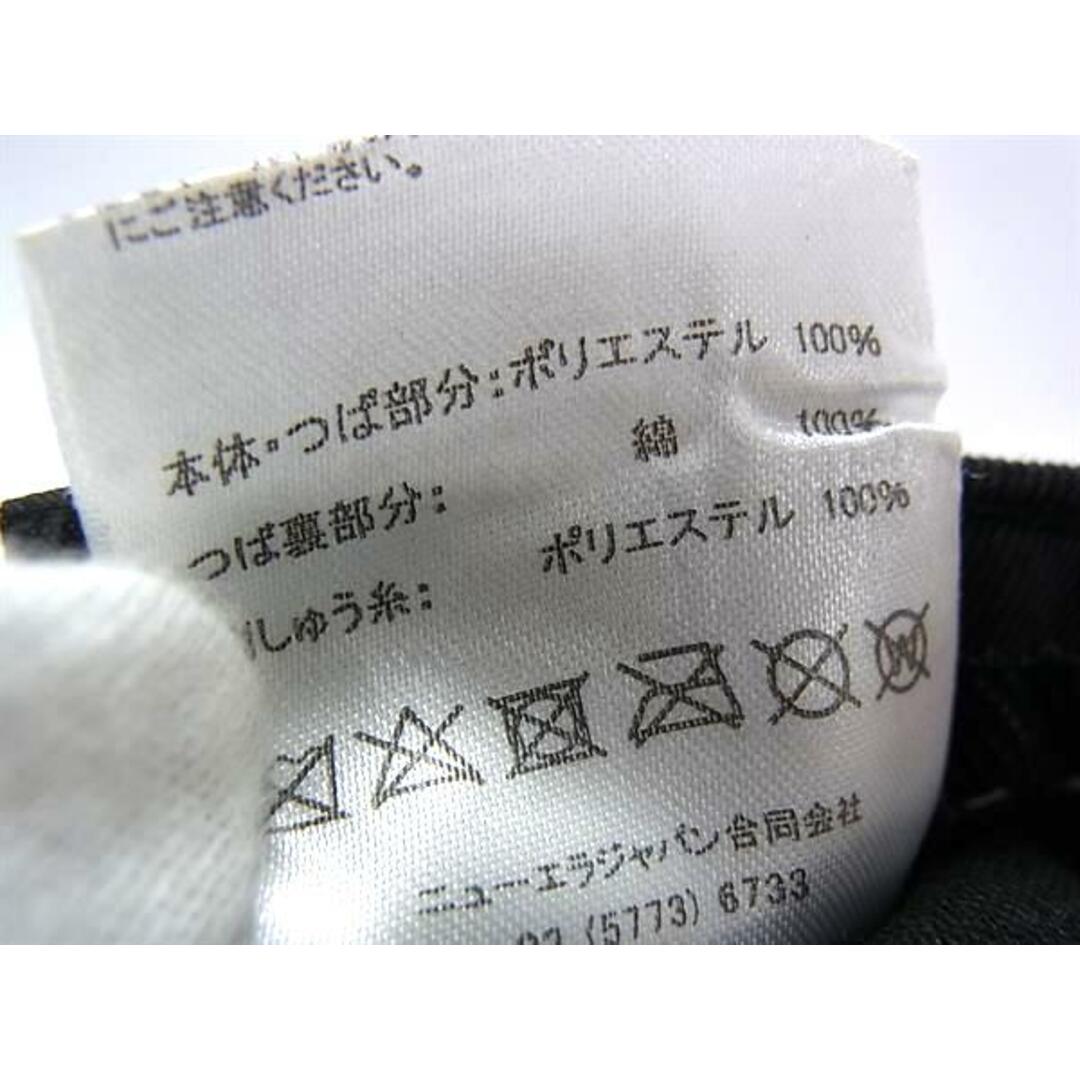 にご注意ください。
本体・つば部分:ポリエステル 100%
つば裏部分: 綿 100%
しゅう糸: ポリエステル 100%
ニューエラジャパン合同会社
(5773) 6733